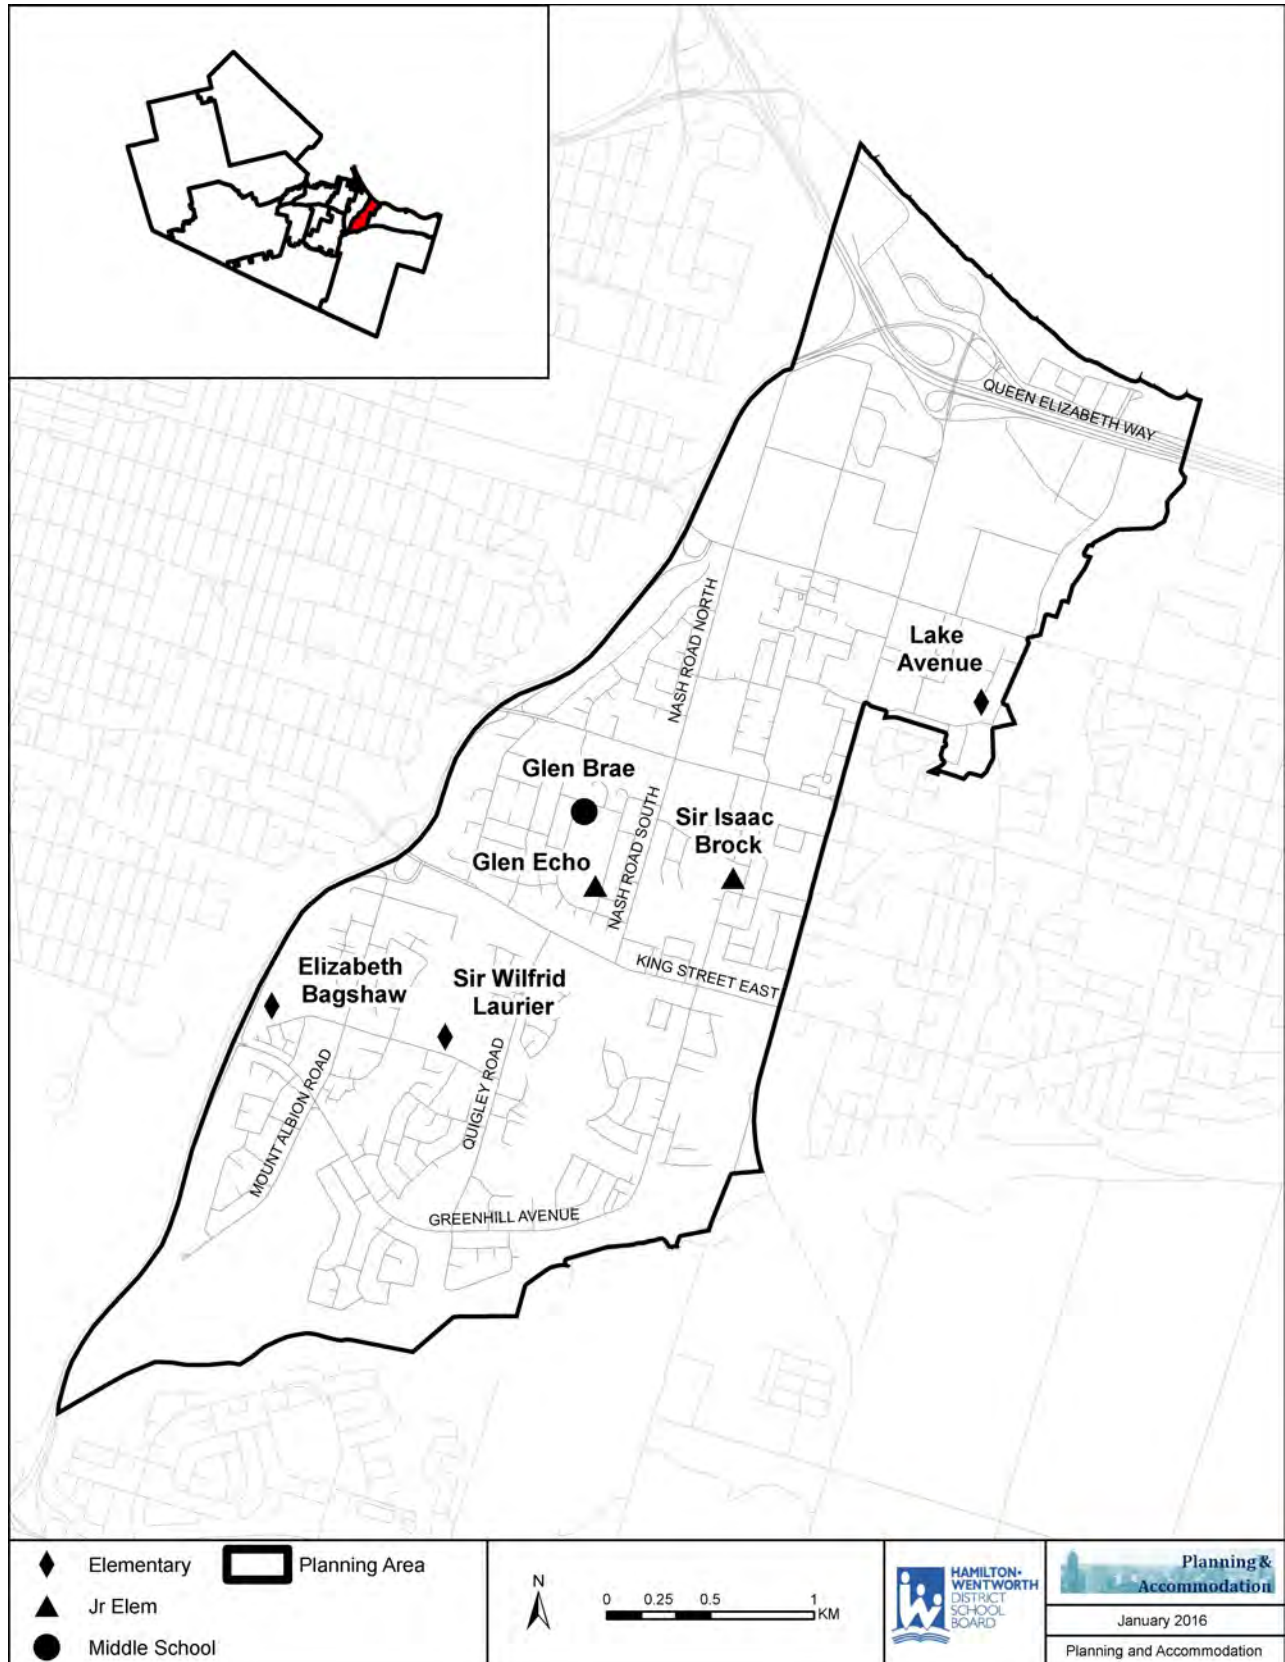 QUEEN ELIZABETH WAY
NASH ROAD NORTH
Lake
Avenue
Glen Brae
Sir Isaac
Brock
Glen Echo
NASH ROAD SOUTH
KING STREET EAST
Elizabeth
Bagshaw
Sir Wilfrid
Laurier
MOUNT ALBION ROAD
QUIGLEY ROAD
GREENHILL AVENUE
Elementary
Planning Area
Jr Elem
Middle School
N
0 0.25 0.5 1
KM
HAMILTON-
WENTWORTH
DISTRICT
SCHOOL
BOARD
Planning &
Accommodation
January 2016
Planning and Accommodation